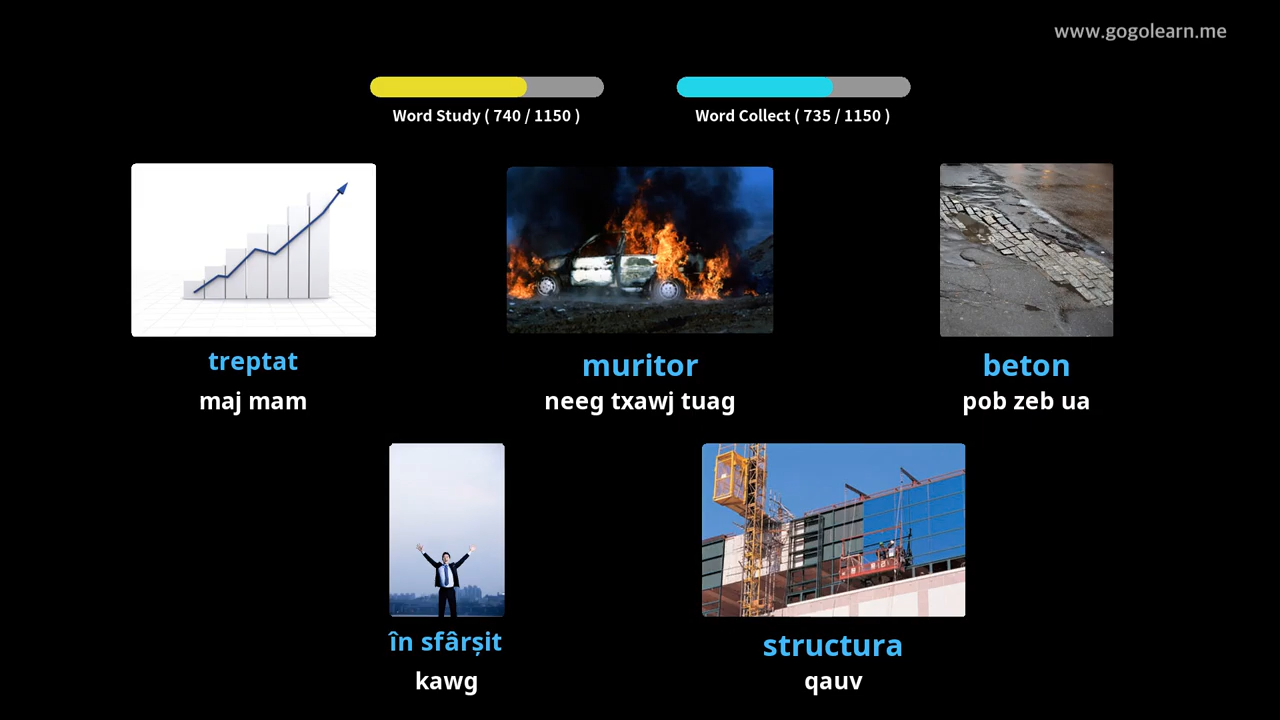 www.gogolearn.me
Word Study ( 740 / 1150 )
Word Collect ( 735 / 1150 )
treptat
muritor
beton
maj mam
neeg txawj tuag
pob zeb ua
în sfârșit
structura
kawg
qauv